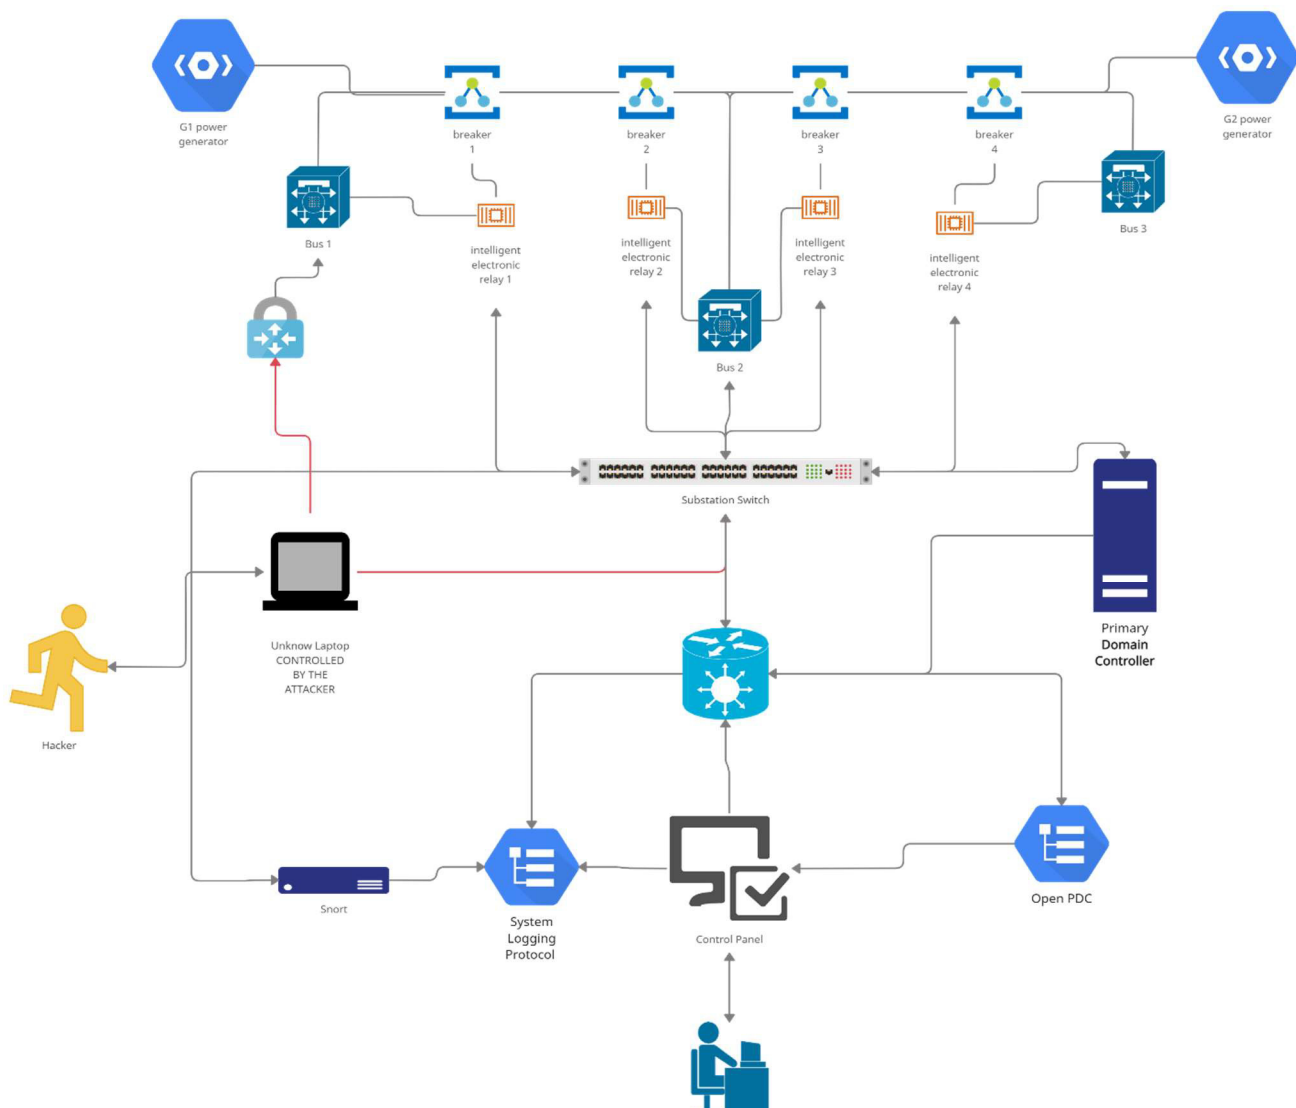 G1 power
generator
breaker
1
breaker
2
breaker
3
breaker
4
G2 power
generator
Bus 1
intelligent
electronic
relay 1
intelligent
electronic
relay 2
intelligent
electronic
relay 3
intelligent
electronic
relay 4
Bus 3
Bus 2
Substation Switch
Unknow Laptop
CONTROLLED
BY THE
ATTACKER
Primary
Domain
Controller
Hacker
Snort
System
Logging
Protocol
Control Panel
Open PDC